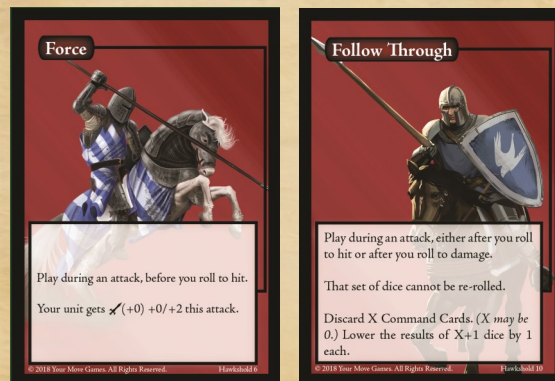 Force
Play during an attack, before you roll to hit.
Your unit gets (+0) +0/+2 this attack.
© 2018 Your Move Games. All Rights Reserved.
Hawkshold 6
Follow Through
Play during an attack, either after you roll
to hit or after you roll to damage.
That set of dice cannot be re-rolled.
Discard X Command Cards. (X may be
0.) Lower the results of X+1 dice by 1
each.
© 2018 Your Move Games. All Rights Reserved.
Hawkshold 10